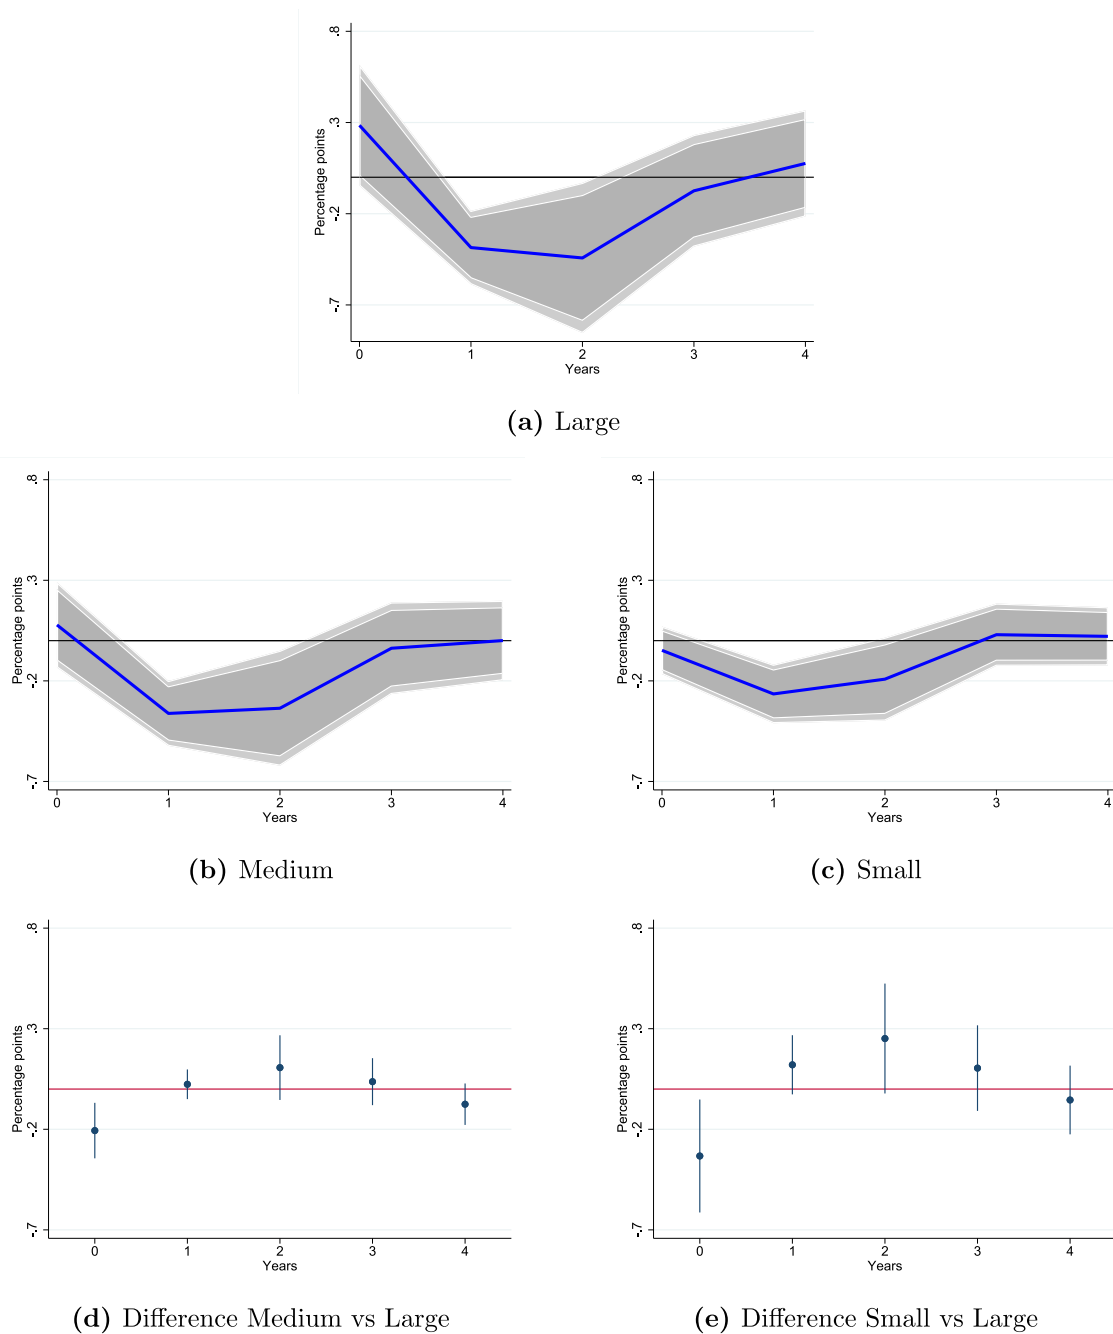 .8
.3
-.2
-.7
Percentage points
0 1 2 3 4
Years
(a) Large
.8
.3
-.2
-.7
Percentage points
0 1 2 3 4
Years
(b) Medium
.8
.3
-.2
-.7
Percentage points
0 1 2 3 4
Years
(c) Small
.8
.3
-.2
-.7
Percentage points
0 1 2 3 4
Years
(d) Difference Medium vs Large
.8
.3
-.2
-.7
Percentage points
0 1 2 3 4
Years
(e) Difference Small vs Large